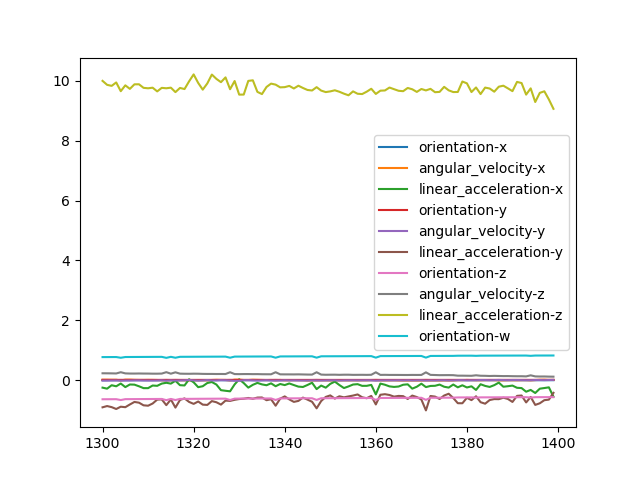 10
8
6
4
2
0
1300 1320 1340 1360 1380 1400
orientation-x
angular_velocity-x
linear_acceleration-x
orientation-y
angular_velocity-y
linear_acceleration-y
orientation-z
angular_velocity-z
linear_acceleration-z
orientation-w